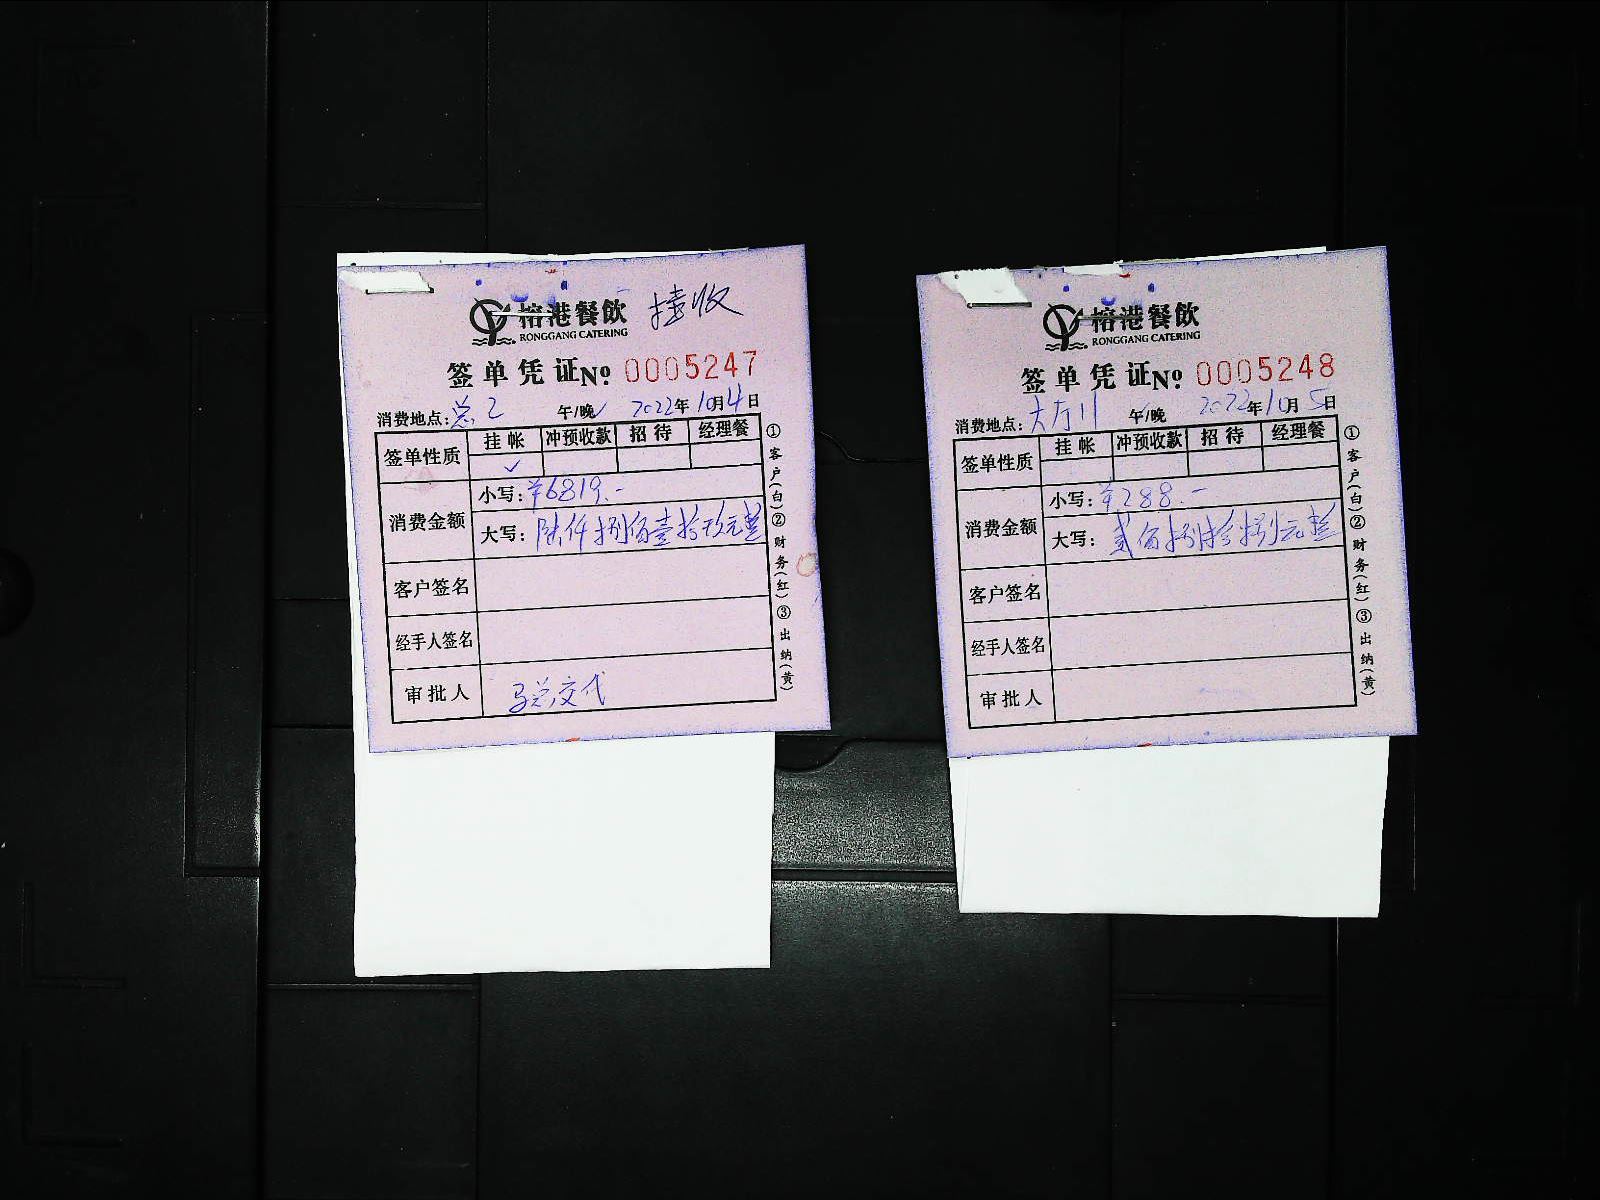 榕港餐飲 挂收
RONGGANG CATERING
签单凭证№ 0005247
消费地点:总2 午/晚✓ 2022年10月4日
签单性质 挂帐 冲预收款 招待 经理餐
✓
消费金额 小写:¥6819.-
大写:陆仟捌佰壹拾玖元整
客户签名
经手人签名
审批人 马总交代
①客户(白)②财务(红)③出纳(黄)
榕港餐飲
RONGGANG CATERING
签单凭证№ 0005248
消费地点:大厅11 午/晚 2022年10月5日
签单性质 挂帐 冲预收款 招待 经理餐
消费金额 小写:¥288.-
大写:贰佰捌拾捌元整
客户签名
经手人签名
审批人
①客户(白)②财务(红)③出纳(黄)